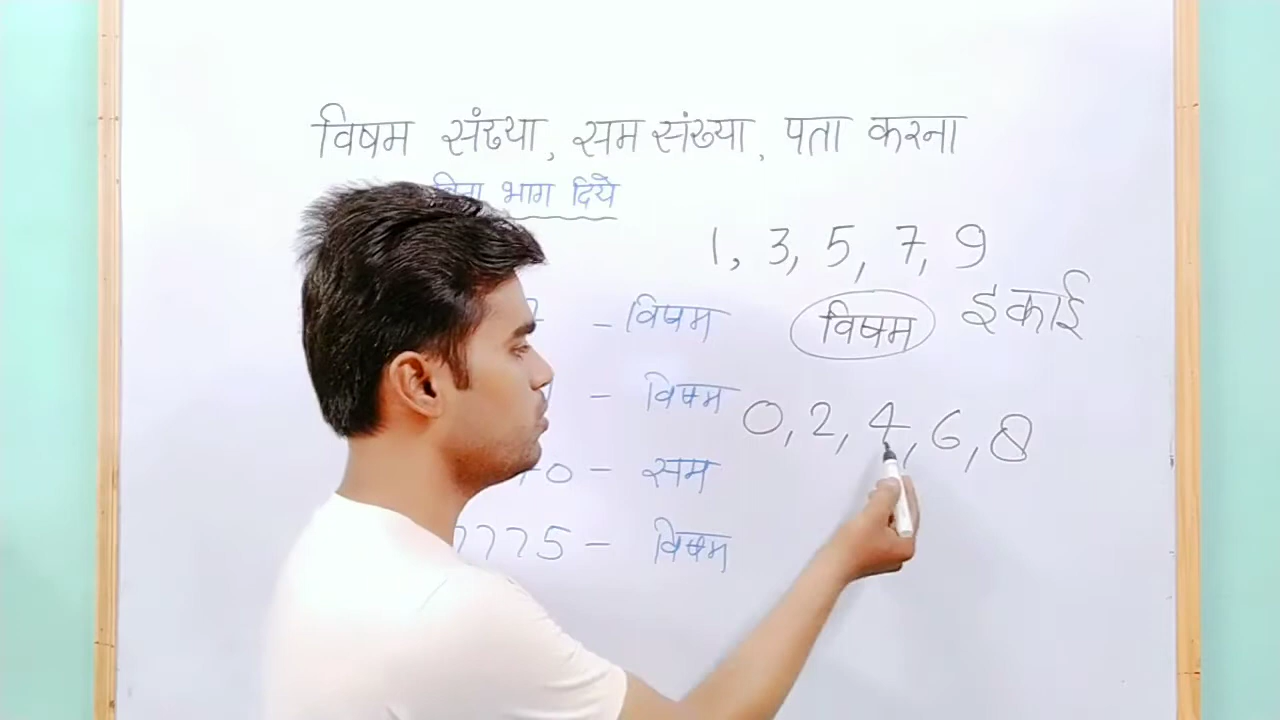 विषम संख्या, सम संख्या, पता करना
बिना भाग दिये
1, 3, 5, 7, 9
– विषम
विषम
इकाई
– विषम
0, 2, 4, 6, 8
0 – सम
775 – विषम